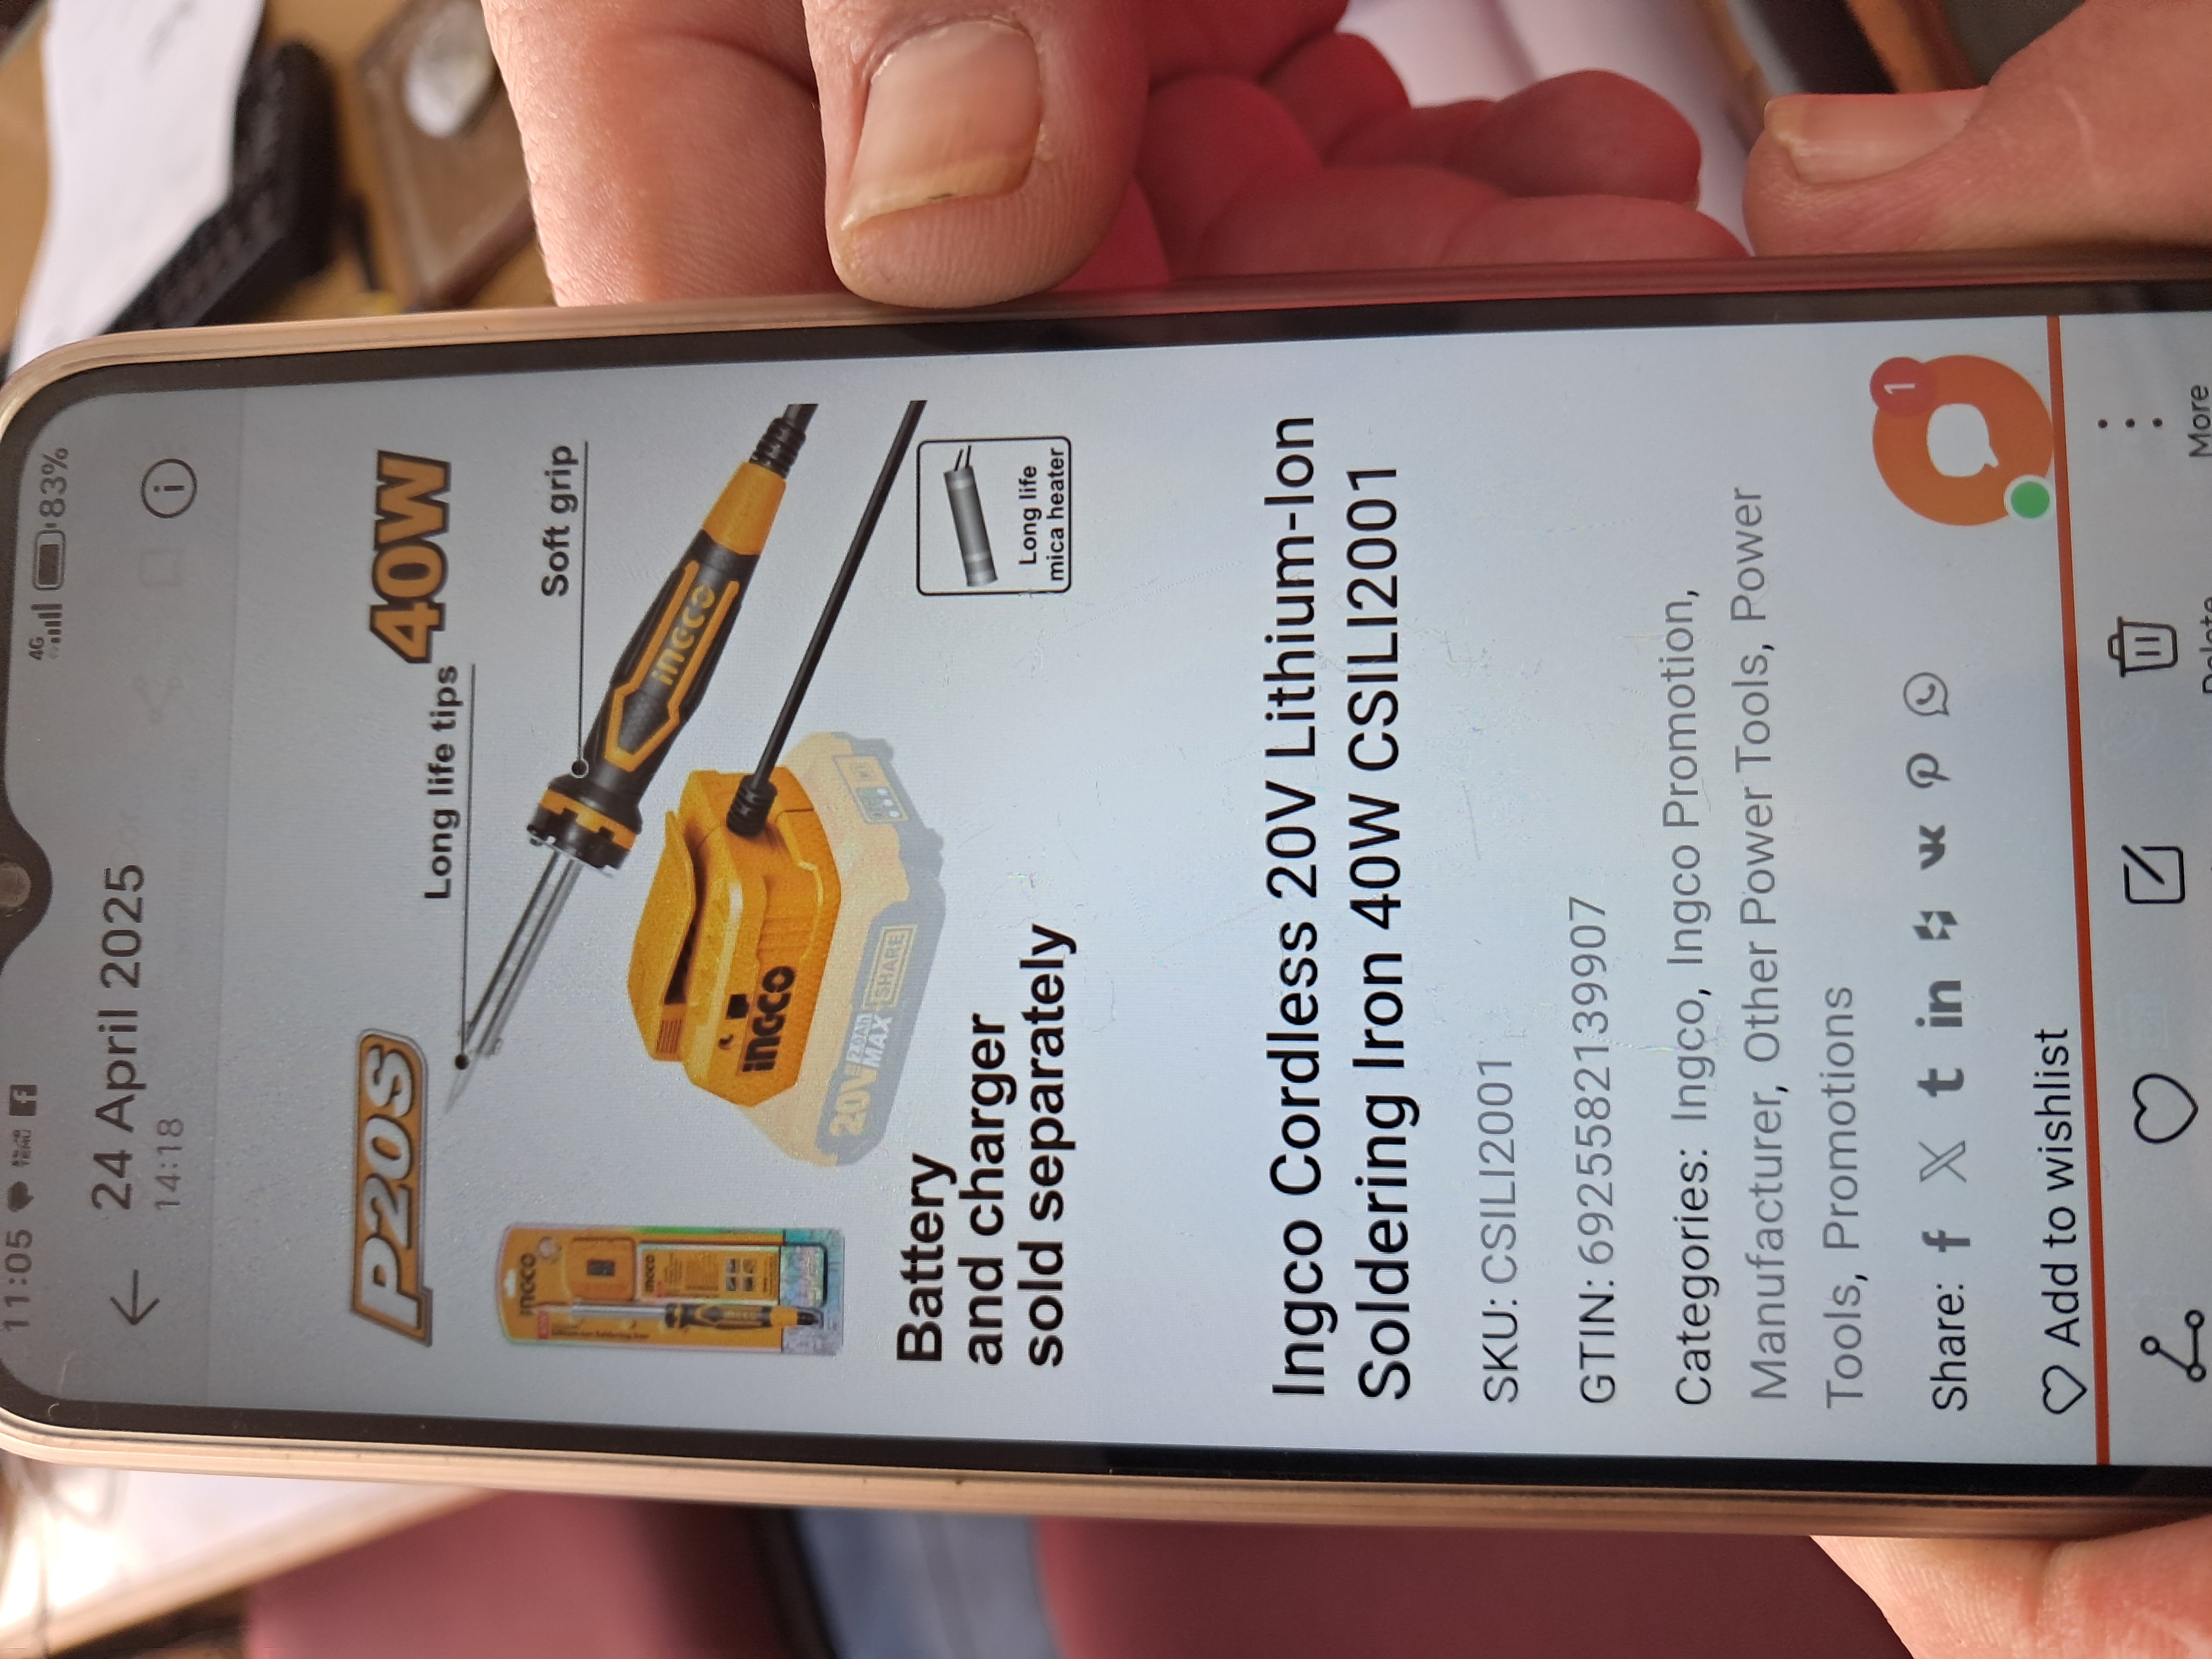 11:05
TEMU
4G
83%
24 April 2025
14:18
P20S
40W
Long life tips
Soft grip
INGCO
INGCO
INGCO
INGCO
20V 2.0Ah MAX SHARE
Battery
and charger
sold separately
Long life
mica heater
Ingco Cordless 20V Lithium-Ion
Soldering Iron 40W CSILI2001
SKU: CSILI2001
GTIN: 6925582139907
Categories: Ingco, Ingco Promotion,
Manufacturer, Other Power Tools, Power
Tools, Promotions
Share:
1
Add to wishlist
Delete
More